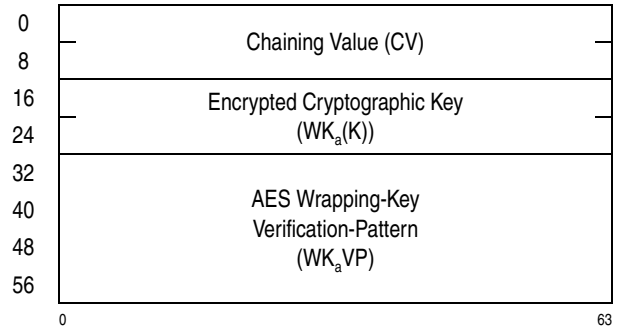 0
Chaining Value (CV)
8
16
Encrypted Cryptographic Key
24
(WKₐ(K))
32
AES Wrapping-Key
40
Verification-Pattern
48
(WKₐVP)
56
0 63